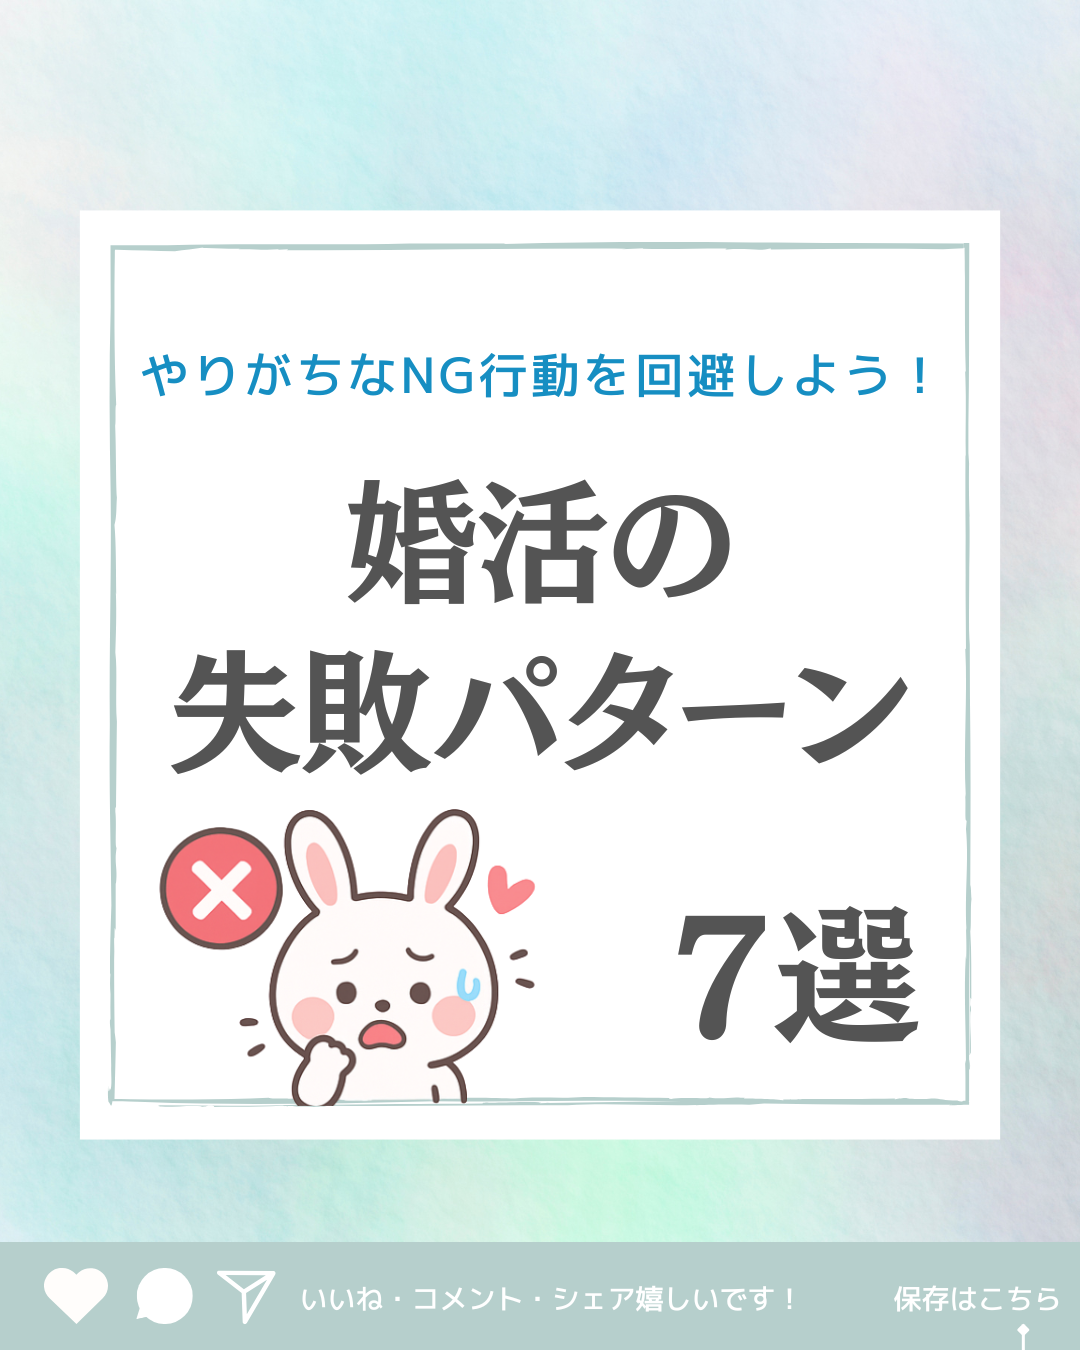 やりがちなNG行動を回避しよう！
婚活の
失敗パターン
7選
いいね・コメント・シェア嬉しいです！
保存はこちら